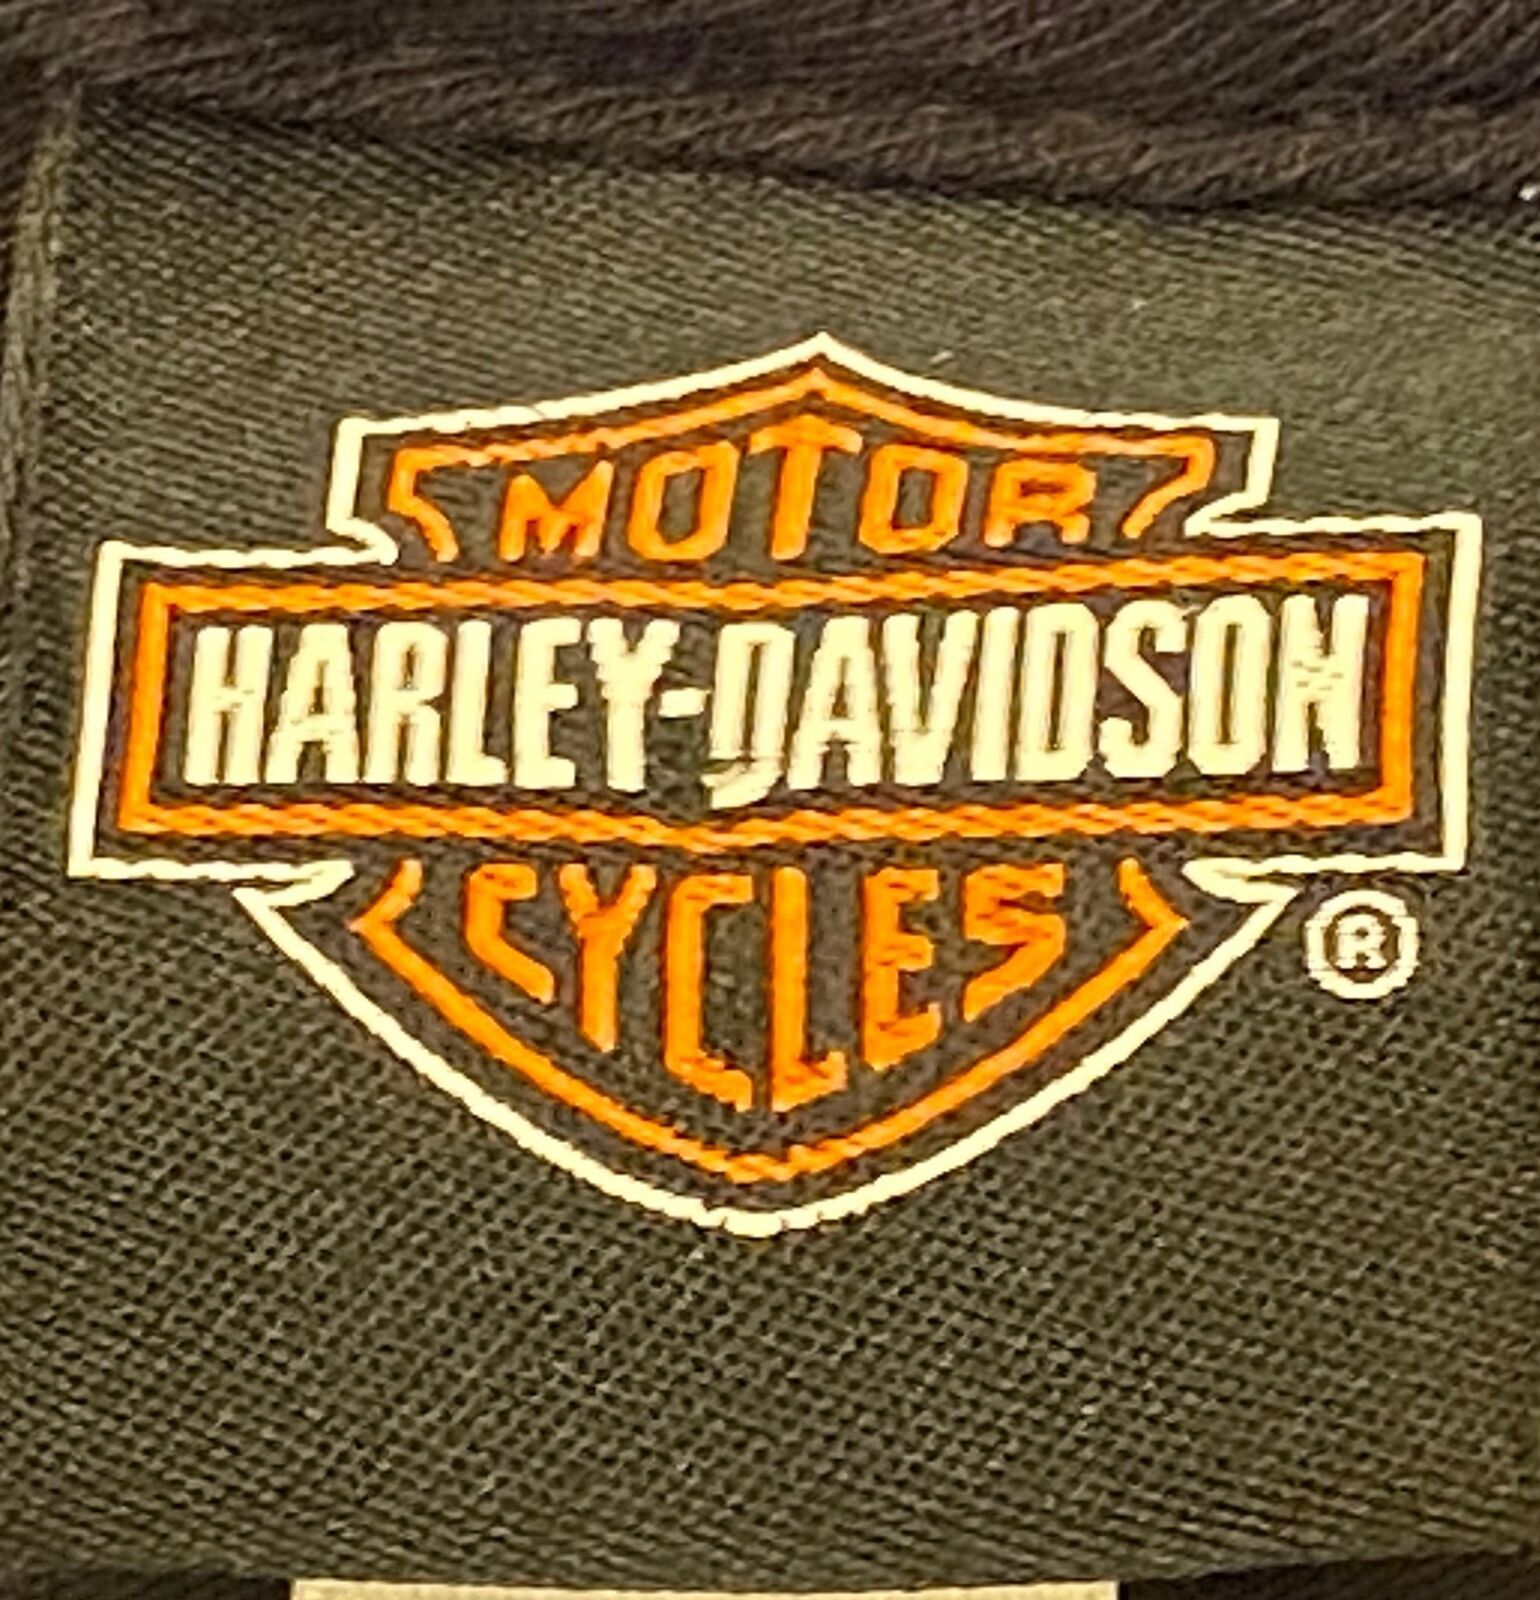 MOTOR
HARLEY-DAVIDSON
CYCLES
®